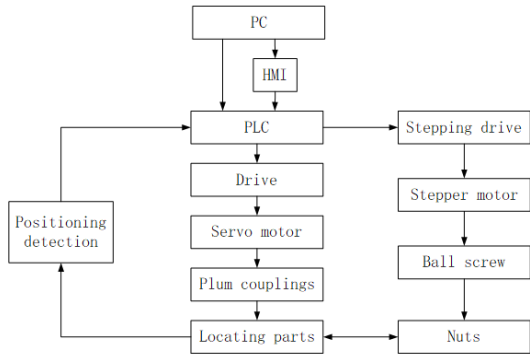 PC
HMI
PLC
Stepping drive
Drive
Stepper motor
Positioning
detection
Servo motor
Ball screw
Plum couplings
Locating parts
Nuts